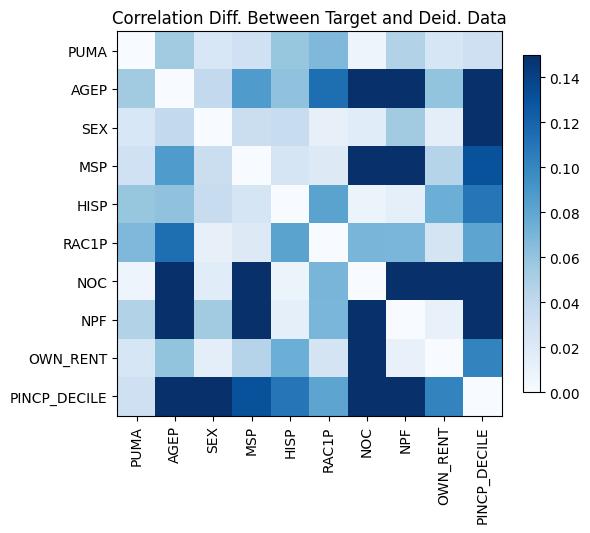 Correlation Diff. Between Target and Deid. Data
PUMA
AGEP
SEX
MSP
HISP
RAC1P
NOC
NPF
OWN_RENT
PINCP_DECILE
PUMA
AGEP
SEX
MSP
HISP
RAC1P
NOC
NPF
OWN_RENT
PINCP_DECILE
0.14
0.12
0.10
0.08
0.06
0.04
0.02
0.00